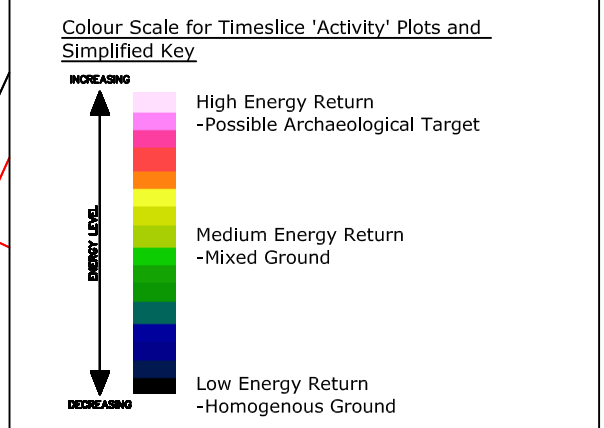 Colour Scale for Timeslice 'Activity' Plots and
Simplified Key
INCREASING
High Energy Return
-Possible Archaeological Target
ENERGY LEVEL
Medium Energy Return
-Mixed Ground
Low Energy Return
-Homogenous Ground
DECREASING